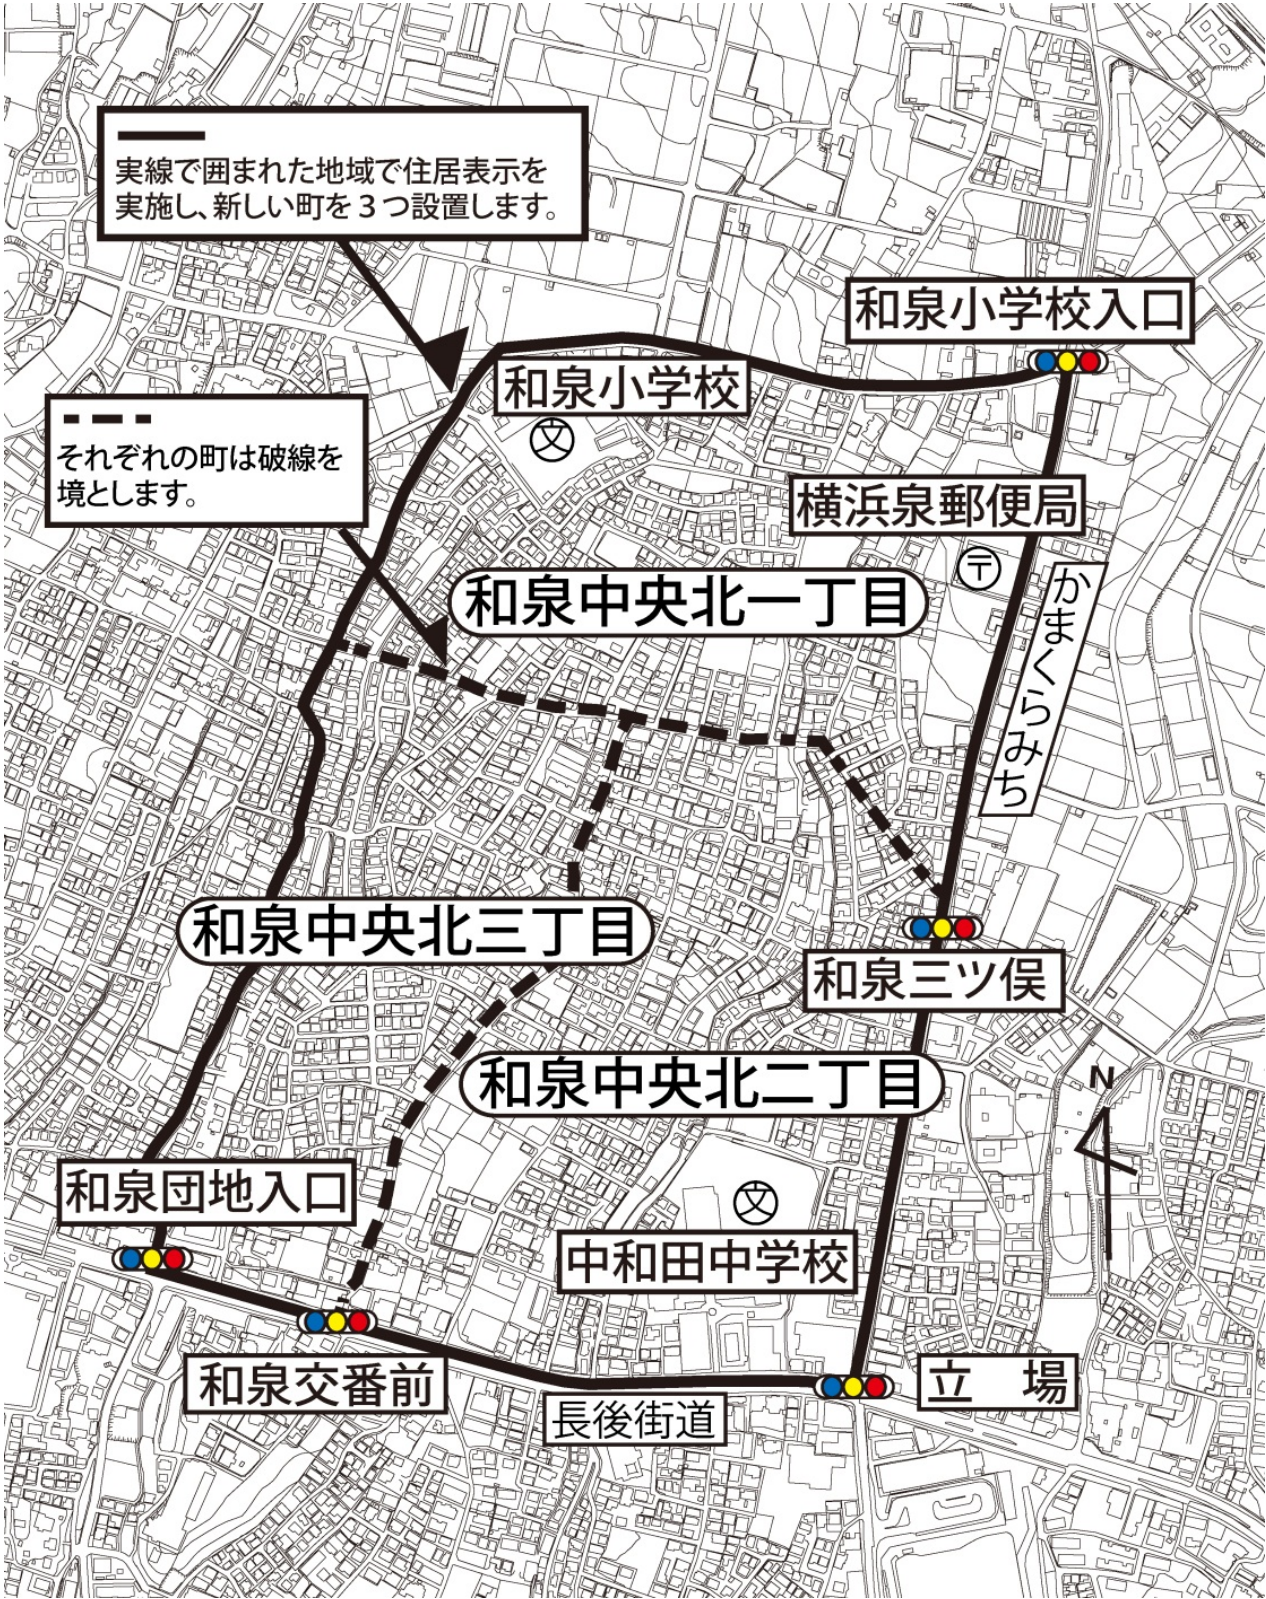 実線で囲まれた地域で住居表示を
実施し、新しい町を３つ設置します。
和泉小学校入口
和泉小学校
文
それぞれの町は破線を
境とします。
横浜泉郵便局
〒
和泉中央北一丁目
かまくらみち
和泉中央北三丁目
和泉三ツ俣
和泉中央北二丁目
N
和泉団地入口
文
中和田中学校
和泉交番前
立　場
長後街道